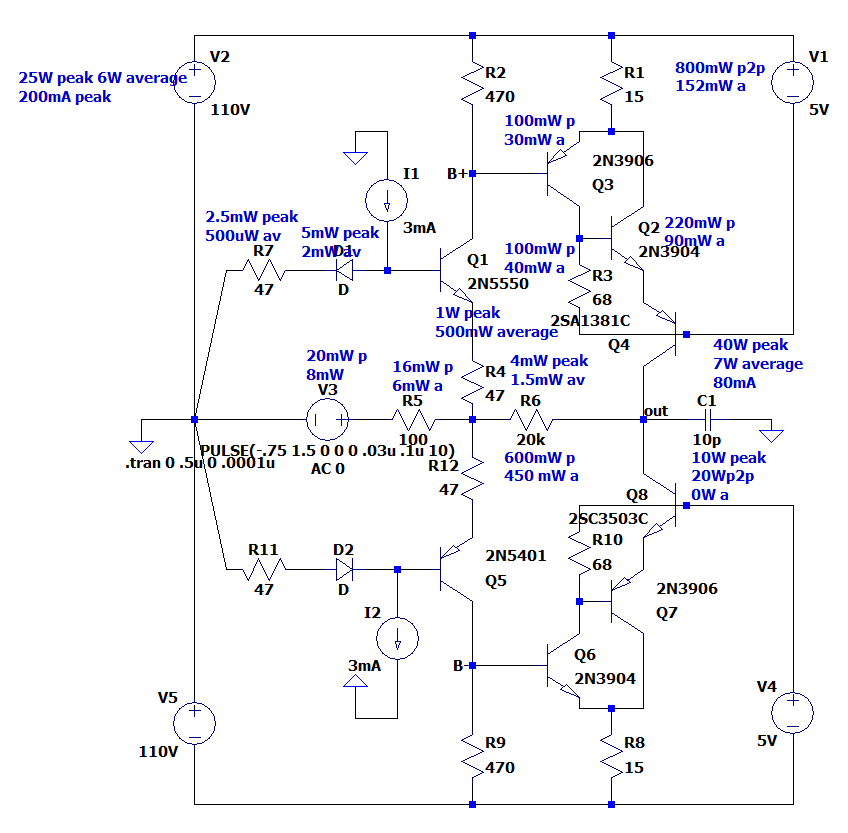 V2
25W peak 6W average
200mA peak
110V
R2
470
R1
15
800mW p2p
152mW a
V1
5V
100mW p
30mW a
2N3906
Q3
B+
I1
3mA
2.5mW peak
500uW av
R7
47
5mW peak
2mW av
D1
D
Q1
2N5550
100mW p
40mW a
Q2
2N3904
220mW p
90mW a
R3
68
2SA1381C
Q4
1W peak
500mW average
40W peak
7W average
80mA
20mW p
8mW
V3
16mW p
6mW a
R5
100
R4
47
4mW peak
1.5mW av
R6
20k
out
C1
10p
PULSE(-.75 1.5 0 0 0 .03u .1u 10)
.tran 0 .5u 0 .0001u
AC 0
R12
47
600mW p
450 mW a
10W peak
20Wp2p
0W a
Q8
2SC3503C
R11
47
D2
D
2N5401
Q5
R10
68
2N3906
Q7
I2
3mA
B-
Q6
2N3904
V5
110V
V4
5V
R9
470
R8
15